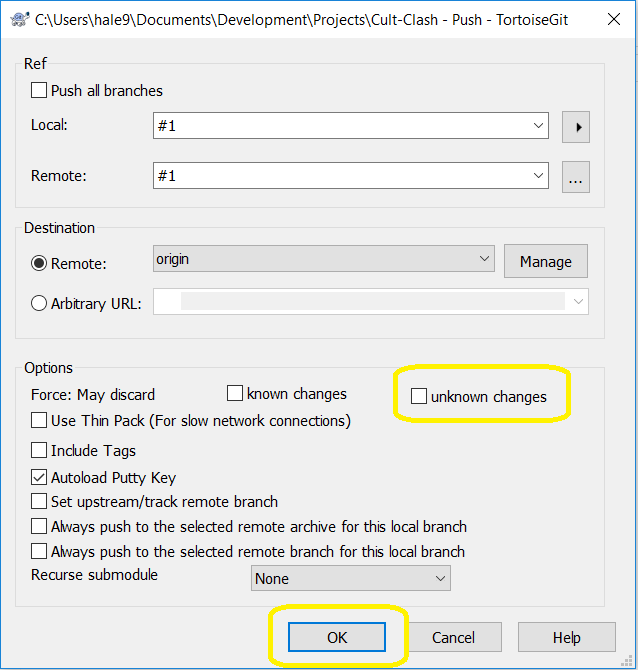 C:\Users\hale9\Documents\Development\Projects\Cult-Clash - Push - TortoiseGit
Ref
Push all branches
Local:
#1
Remote:
#1
...
Destination
Remote:
origin
Manage
Arbitrary URL:
Options
Force: May discard
known changes
unknown changes
Use Thin Pack (For slow network connections)
Include Tags
Autoload Putty Key
Set upstream/track remote branch
Always push to the selected remote archive for this local branch
Always push to the selected remote branch for this local branch
Recurse submodule
None
OK
Cancel
Help